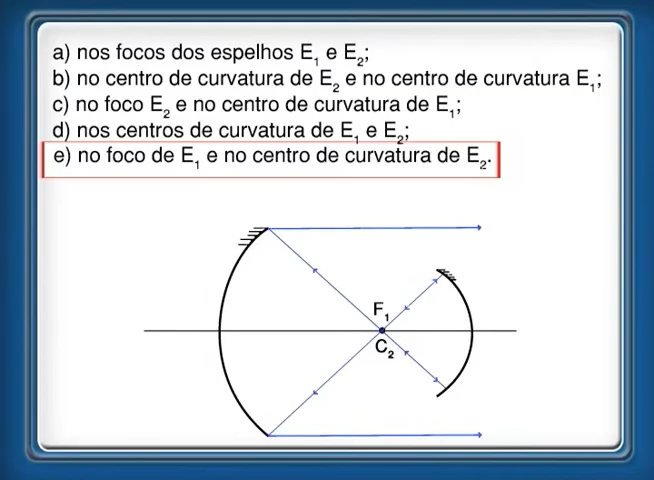 a) nos focos dos espelhos E₁ e E₂;
b) no centro de curvatura de E₂ e no centro de curvatura E₁;
c) no foco E₂ e no centro de curvatura de E₁;
d) nos centros de curvatura de E₁ e E₂;
e) no foco de E₁ e no centro de curvatura de E₂.
F₁
C₂